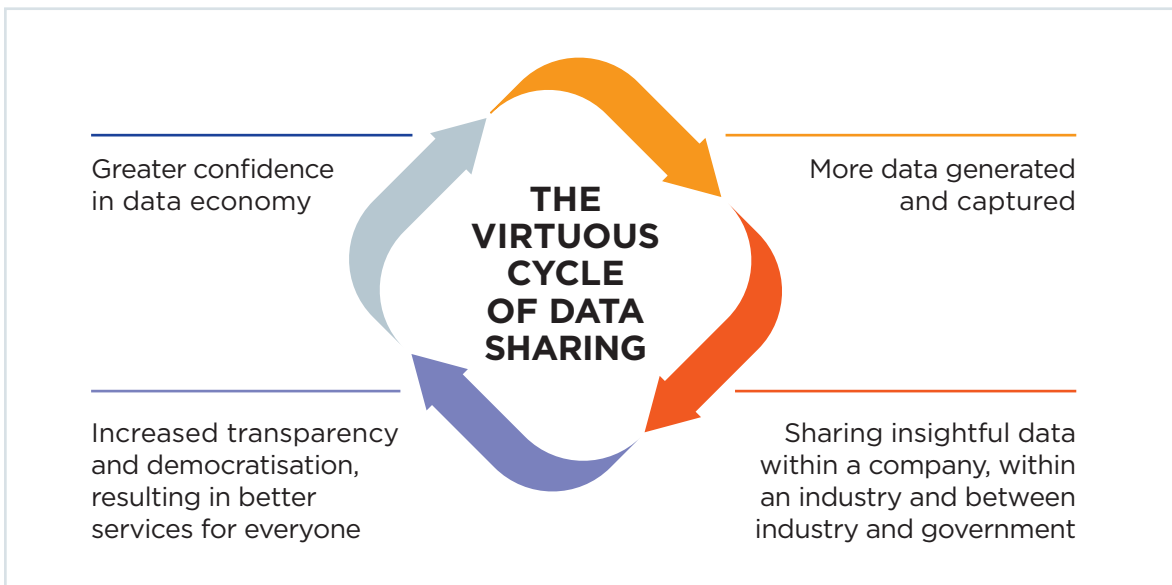 Greater confidence
in data economy
THE
VIRTUOUS
CYCLE
OF DATA
SHARING
More data generated
and captured
Increased transparency
and democratisation,
resulting in better
services for everyone
Sharing insightful data
within a company, within
an industry and between
industry and government